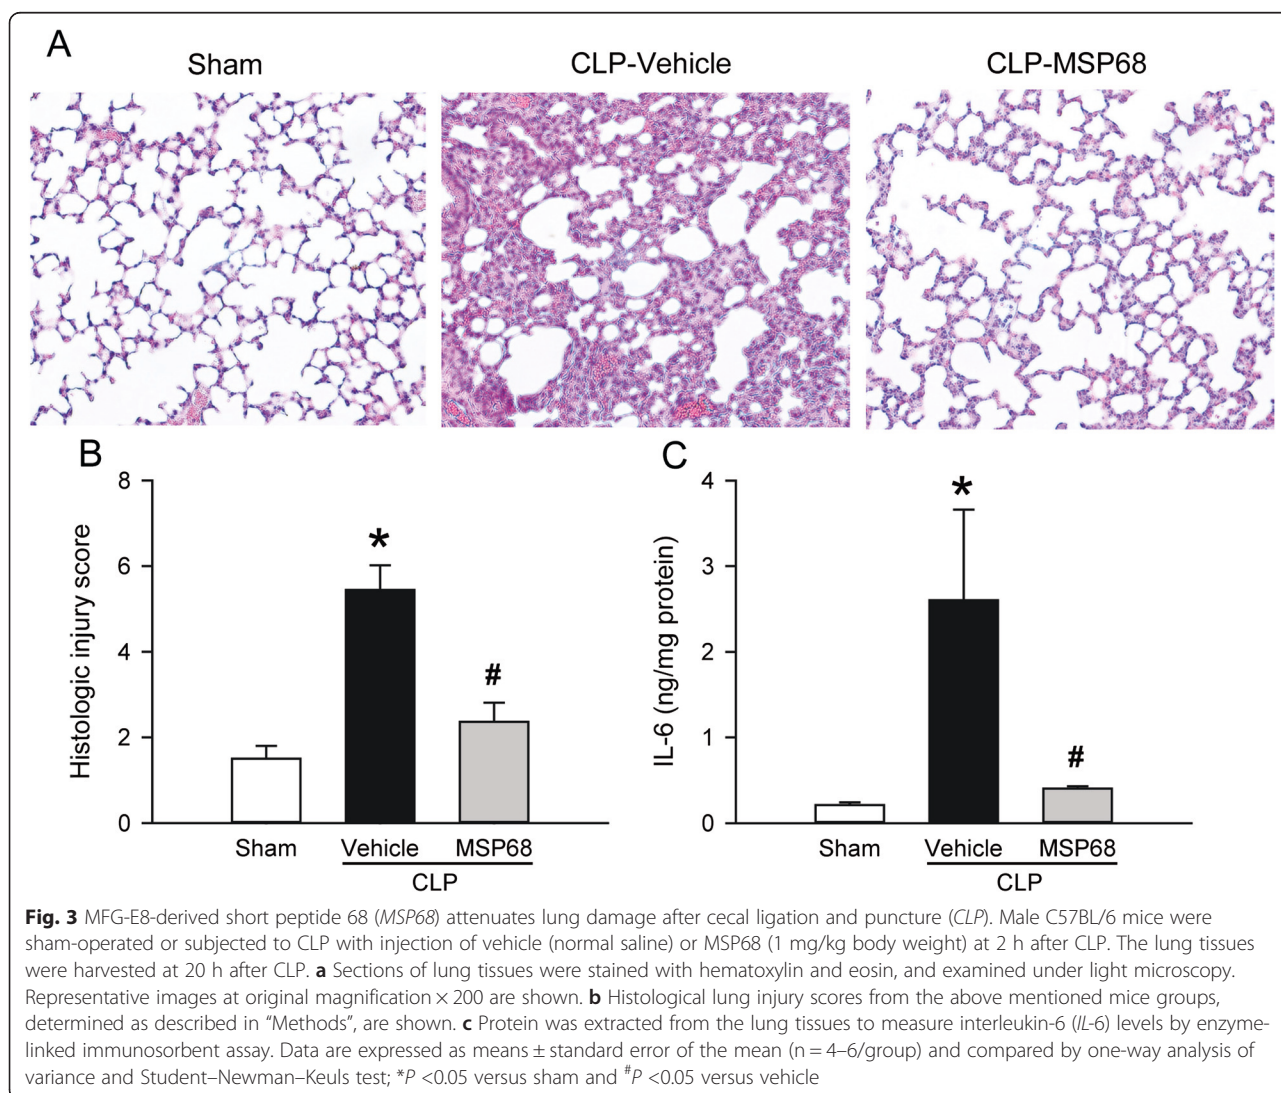 A
Sham
CLP-Vehicle
CLP-MSP68
B
8
6
4
2
0
Histologic injury score
*
#
Sham
Vehicle
MSP68
CLP
C
4
3
2
1
0
IL-6 (ng/mg protein)
*
#
Sham
Vehicle
MSP68
CLP
Fig. 3 MFG-E8-derived short peptide 68 (MSP68) attenuates lung damage after cecal ligation and puncture (CLP). Male C57BL/6 mice were
sham-operated or subjected to CLP with injection of vehicle (normal saline) or MSP68 (1 mg/kg body weight) at 2 h after CLP. The lung tissues
were harvested at 20 h after CLP. a Sections of lung tissues were stained with hematoxylin and eosin, and examined under light microscopy.
Representative images at original magnification × 200 are shown. b Histological lung injury scores from the above mentioned mice groups,
determined as described in “Methods”, are shown. c Protein was extracted from the lung tissues to measure interleukin-6 (IL-6) levels by enzyme-
linked immunosorbent assay. Data are expressed as means ± standard error of the mean (n = 4–6/group) and compared by one-way analysis of
variance and Student–Newman–Keuls test; *P <0.05 versus sham and #P <0.05 versus vehicle